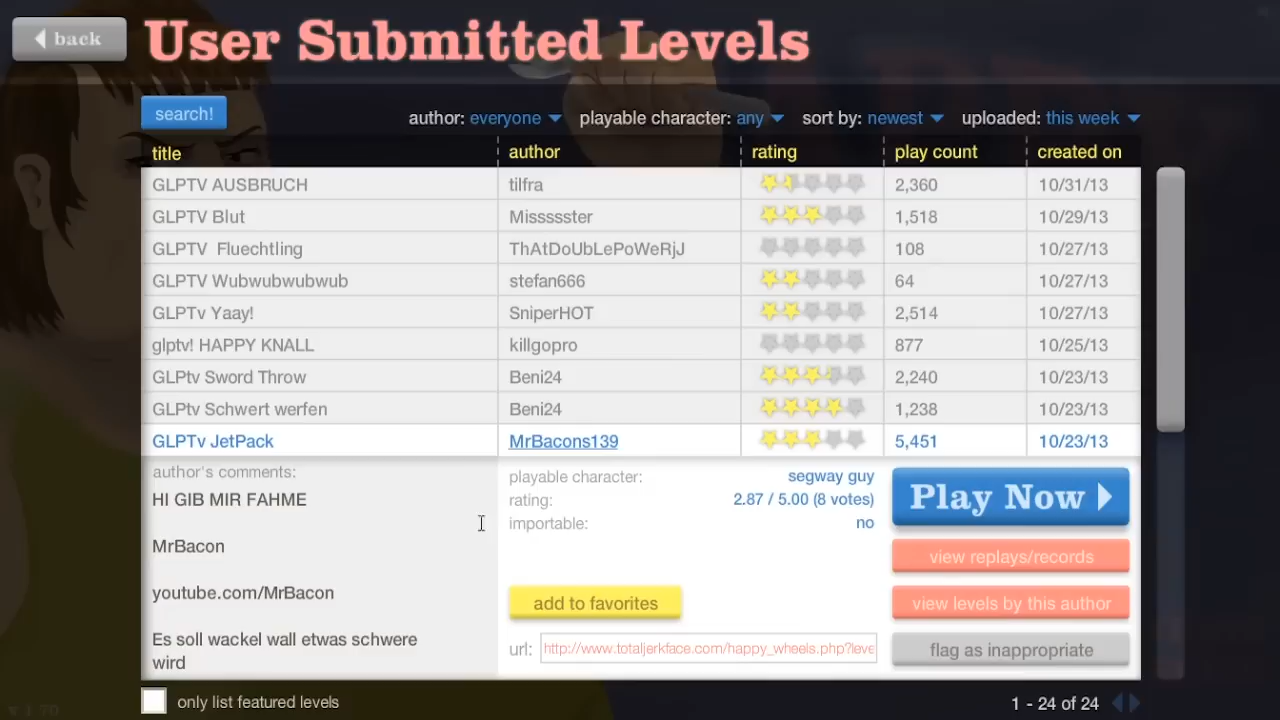 back
User Submitted Levels
search!
author: everyone playable character: any sort by: newest uploaded: this week
title author rating play count created on
GLPTV AUSBRUCH tilfra 2,360 10/31/13
GLPTV Blut Missssster 1,518 10/29/13
GLPTV Fluechtling ThAtDoUbLePoWeRjJ 108 10/27/13
GLPTV Wubwubwubwub stefan666 64 10/27/13
GLPTv Yaay! SniperHOT 2,514 10/27/13
glptv! HAPPY KNALL killgopro 877 10/25/13
GLPtv Sword Throw Beni24 2,240 10/23/13
GLPtv Schwert werfen Beni24 1,238 10/23/13
GLPTv JetPack MrBacons139 5,451 10/23/13
author's comments:
HI GIB MIR FAHME
MrBacon
youtube.com/MrBacon
Es soll wackel wall etwas schwere
wird
playable character: segway guy
rating: 2.87 / 5.00 (8 votes)
importable: no
add to favorites
url: http://www.totaljerkface.com/happy_wheels.php?leve
Play Now
view replays/records
view levels by this author
flag as inappropriate
only list featured levels
1 - 24 of 24
v 1.70